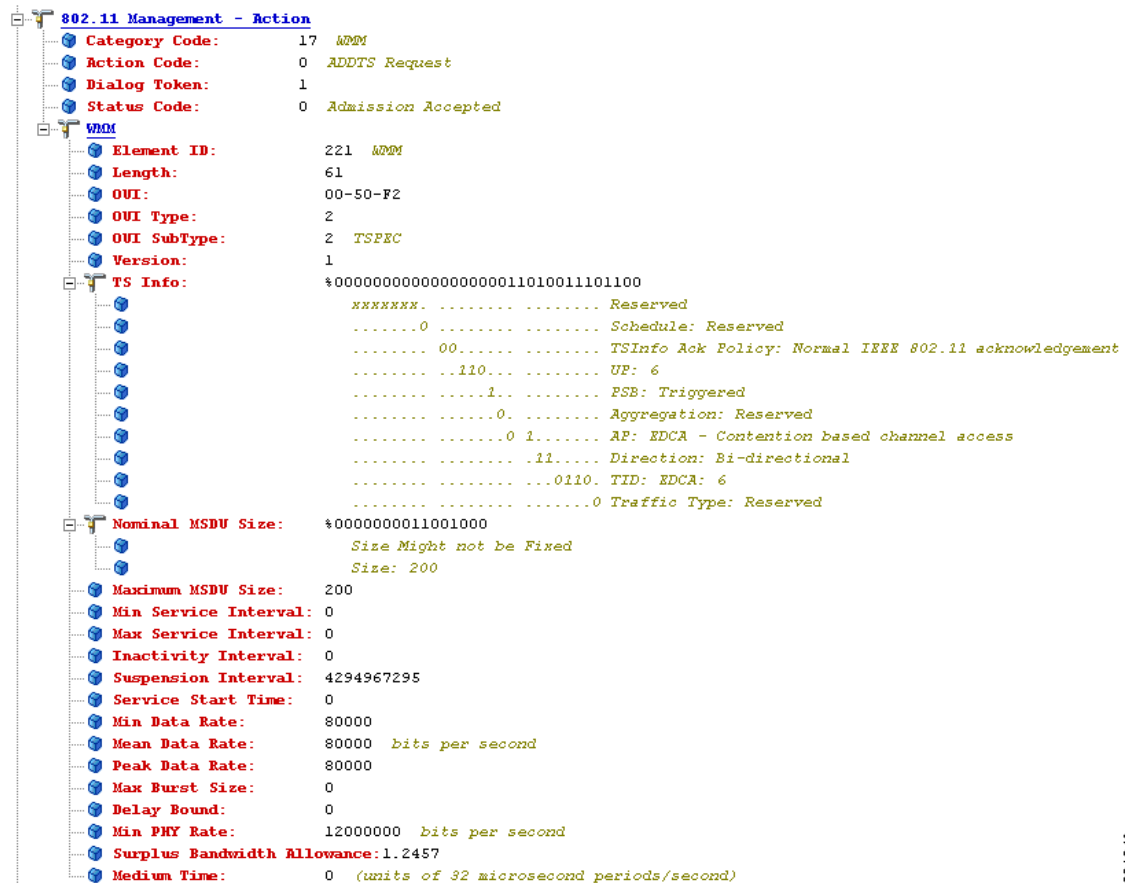 802.11 Management - Action
Category Code: 17 WMM
Action Code: 0 ADDTS Request
Dialog Token: 1
Status Code: 0 Admission Accepted
WMM
Element ID: 221 WMM
Length: 61
OUI: 00-50-F2
OUI Type: 2
OUI SubType: 2 TSPEC
Version: 1
TS Info: %000000000000000011010011101100
xxxxxxx. ........ ........ Reserved
.......0 ........ ........ Schedule: Reserved
........ 00...... ........ TSInfo Ack Policy: Normal IEEE 802.11 acknowledgement
........ ..110... ........ UP: 6
........ .....1.. ........ PSB: Triggered
........ ......0. ........ Aggregation: Reserved
........ .......0 1....... AP: EDCA - Contention based channel access
........ ........ .11..... Direction: Bi-directional
........ ........ ...0110. TID: EDCA: 6
........ ........ .......0 Traffic Type: Reserved
Nominal MSDU Size: %0000000011001000
Size Might not be Fixed
Size: 200
Maximum MSDU Size: 200
Min Service Interval: 0
Max Service Interval: 0
Inactivity Interval: 0
Suspension Interval: 4294967295
Service Start Time: 0
Min Data Rate: 80000
Mean Data Rate: 80000 bits per second
Peak Data Rate: 80000
Max Burst Size: 0
Delay Bound: 0
Min PHY Rate: 12000000 bits per second
Surplus Bandwidth Allowance:1.2457
Medium Time: 0 (units of 32 microsecond periods/second)